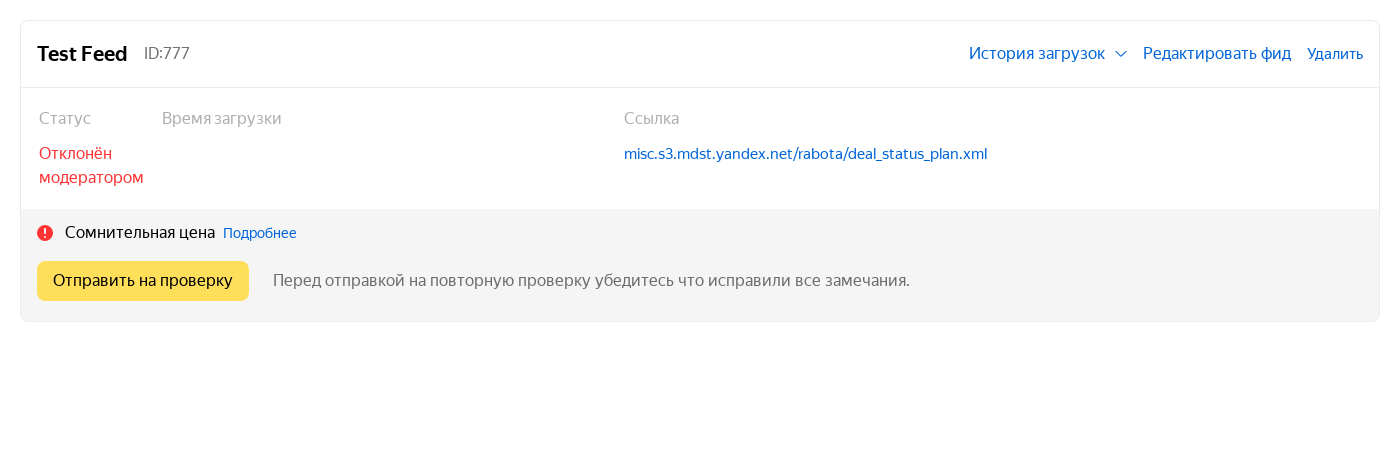 Test Feed ID:777 История загрузок Редактировать фид Удалить
Статус Время загрузки Ссылка
Отклонён модератором misc.s3.mdst.yandex.net/rabota/deal_status_plan.xml
Сомнительная цена Подробнее
Отправить на проверку Перед отправкой на повторную проверку убедитесь что исправили все замечания.